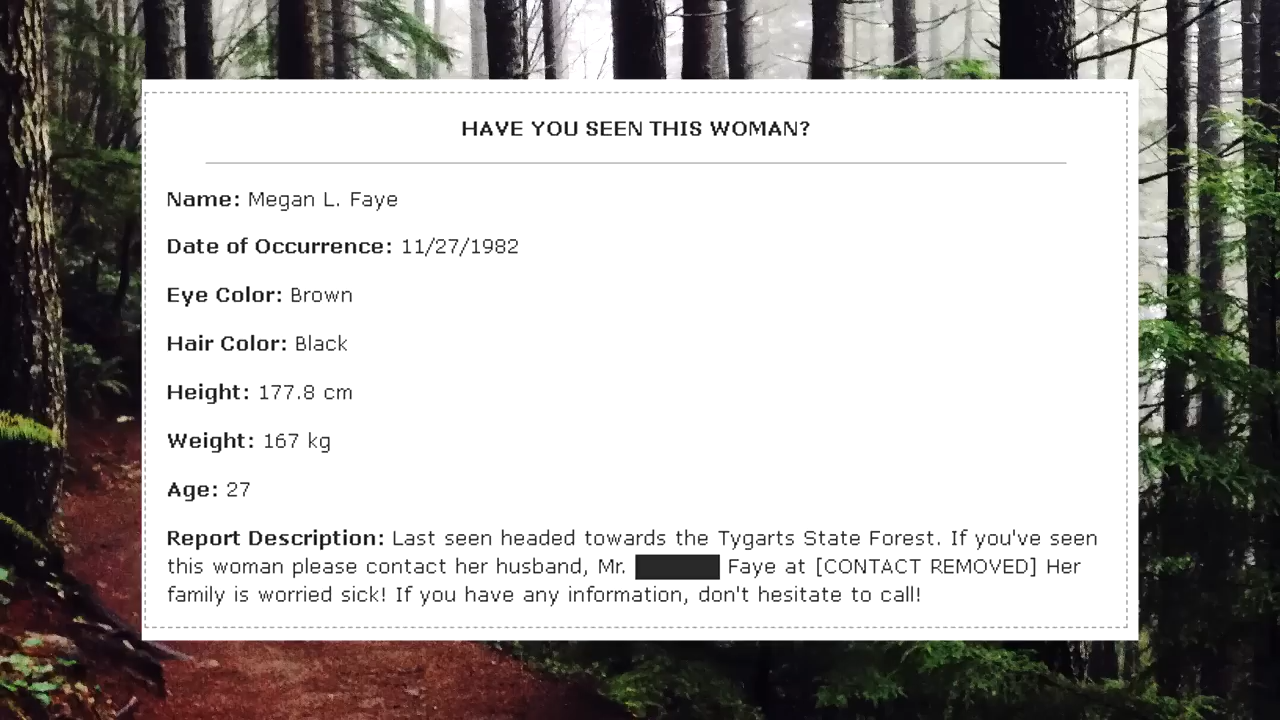 HAVE YOU SEEN THIS WOMAN?
Name: Megan L. Faye
Date of Occurrence: 11/27/1982
Eye Color: Brown
Hair Color: Black
Height: 177.8 cm
Weight: 167 kg
Age: 27
Report Description: Last seen headed towards the Tygarts State Forest. If you've seen
this woman please contact her husband, Mr. Faye at [CONTACT REMOVED] Her
family is worried sick! If you have any information, don't hesitate to call!